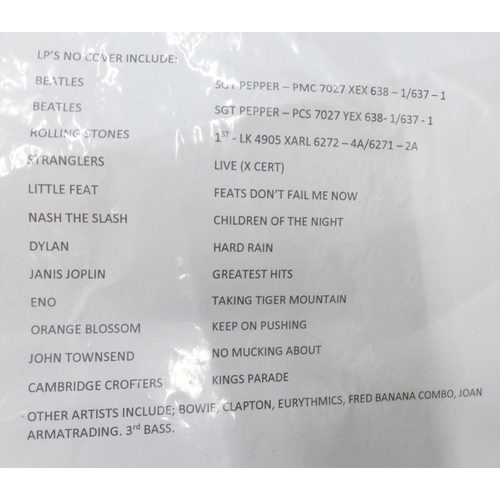 LP'S NO COVER INCLUDE:
BEATLES SGT PEPPER – PMC 7027 XEX 638 – 1/637 – 1
BEATLES SGT PEPPER – PCS 7027 YEX 638- 1/637 - 1
ROLLING STONES 1ST - LK 4905 XARL 6272 – 4A/6271 – 2A
STRANGLERS LIVE (X CERT)
LITTLE FEAT FEATS DON'T FAIL ME NOW
NASH THE SLASH CHILDREN OF THE NIGHT
DYLAN HARD RAIN
JANIS JOPLIN GREATEST HITS
ENO TAKING TIGER MOUNTAIN
ORANGE BLOSSOM KEEP ON PUSHING
JOHN TOWNSEND NO MUCKING ABOUT
CAMBRIDGE CROFTERS KINGS PARADE
OTHER ARTISTS INCLUDE; BOWIE, CLAPTON, EURYTHMICS, FRED BANANA COMBO, JOAN
ARMATRADING. 3rd BASS.